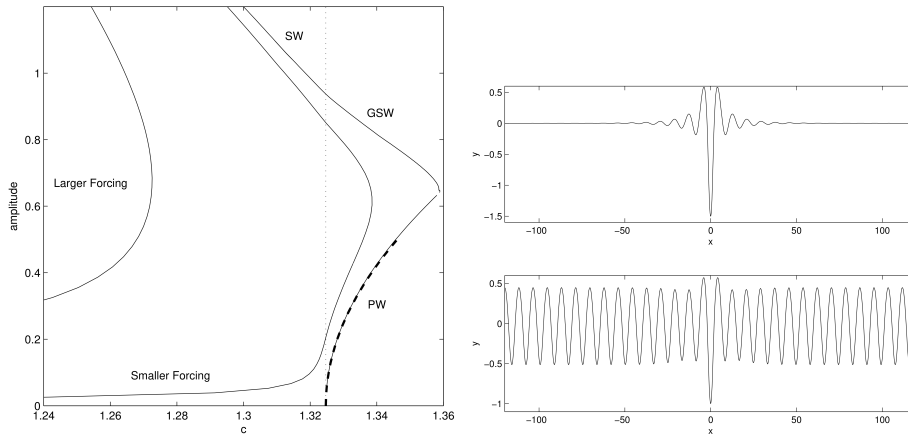 SW
GSW
Larger Forcing
PW
Smaller Forcing
amplitude
1
0.8
0.6
0.4
0.2
0
1.24 1.26 1.28 1.3 1.32 1.34 1.36
c
0.5
0
−0.5
−1
−1.5
y
−100 −50 0 50 100
x
0.5
0
−0.5
−1
y
−100 −50 0 50 100
x